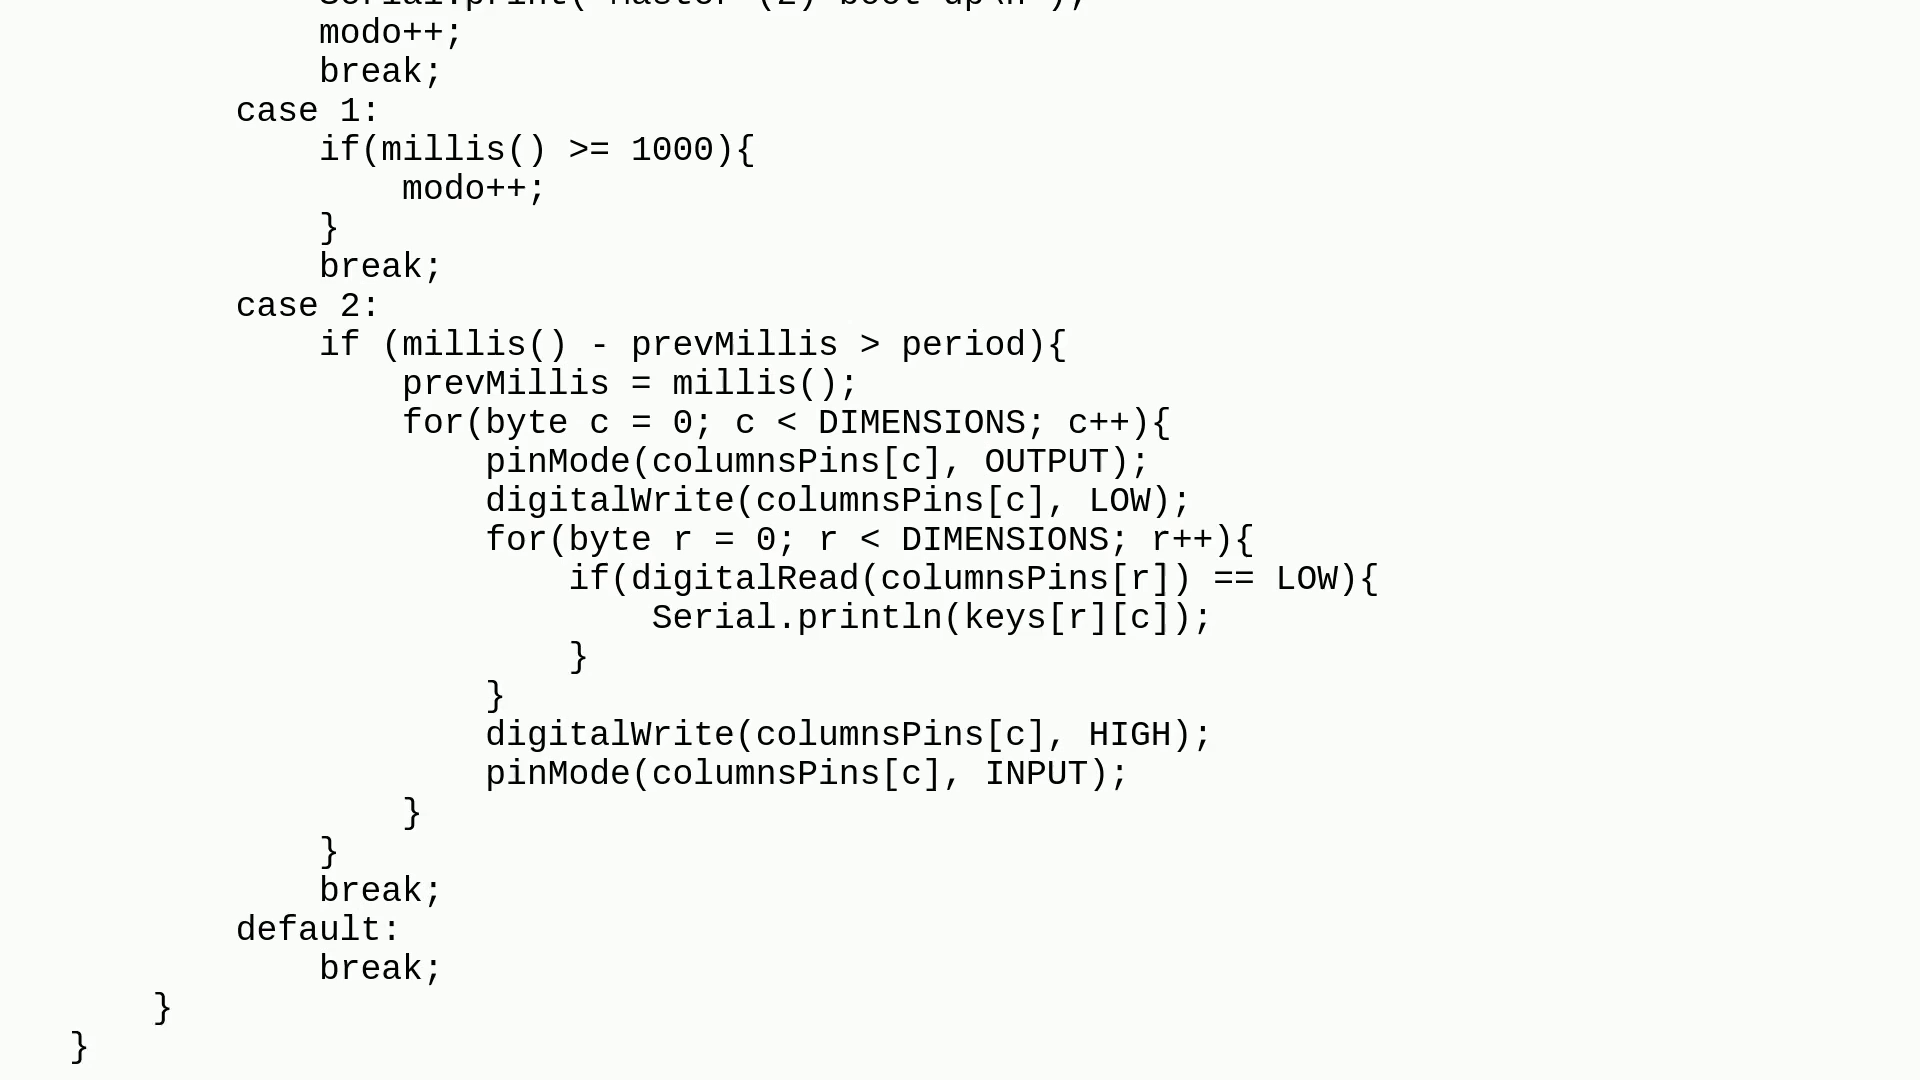 modo++;
break;
case 1:
if(millis() >= 1000){
modo++;
}
break;
case 2:
if (millis() - prevMillis > period){
prevMillis = millis();
for(byte c = 0; c < DIMENSIONS; c++){
pinMode(columnsPins[c], OUTPUT);
digitalWrite(columnsPins[c], LOW);
for(byte r = 0; r < DIMENSIONS; r++){
if(digitalRead(columnsPins[r]) == LOW){
Serial.println(keys[r][c]);
}
}
digitalWrite(columnsPins[c], HIGH);
pinMode(columnsPins[c], INPUT);
}
}
break;
default:
break;
}
}